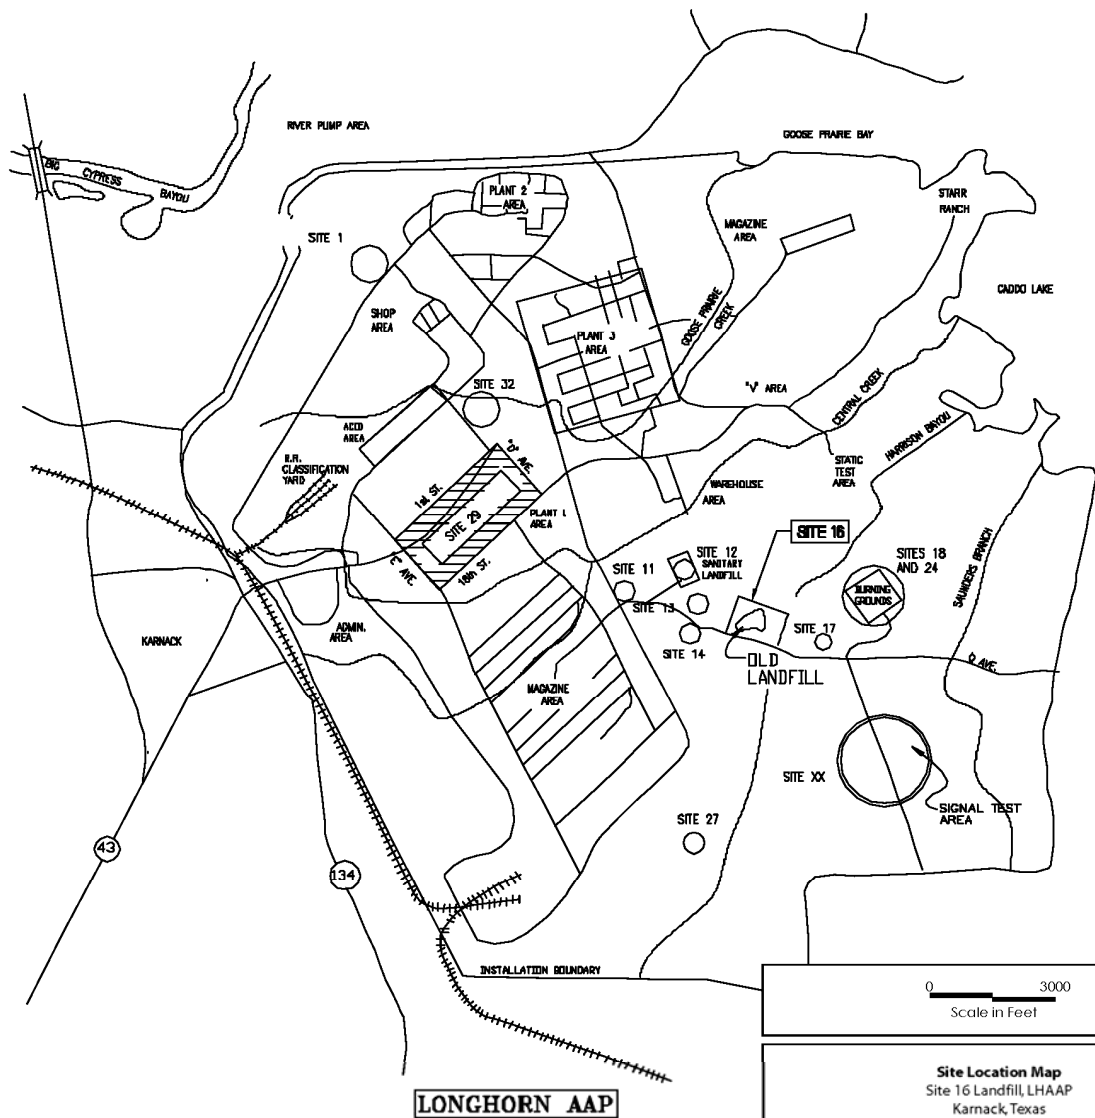 RIVER PUMP AREA
GOOSE PRAIRIE BAY
BIG
CYPRESS
BAYOU
PLANT 2
AREA
STARR
RANCH
SITE 1
MAGAZINE
AREA
CADDO LAKE
SHOP
AREA
GOOSE PRAIRIE
CREEK
PLANT 3
AREA
SITE 32
"V" AREA
CENTRAL CREEK
HARRISON BAYOU
ACID
AREA
"D" AVE.
R.R.
CLASSIFICATION
YARD
STATIC
TEST
AREA
WAREHOUSE
AREA
1st ST.
SITE 29
PLANT 1
AREA
SITE 16
"E" AVE.
16th ST.
SITE 12
SANITARY
LANDFILL
SITES 18
AND 24
SITE 11
BURNING
GROUNDS
SAUNDERS BRANCH
SITE 13
ADMIN.
AREA
KARNACK
SITE 14
SITE 17
OLD
LANDFILL
Q AVE.
MAGAZINE
AREA
SITE XX
SIGNAL TEST
AREA
SITE 27
43
134
INSTALLATION BOUNDARY
0 3000
Scale in Feet
Site Location Map
Site 16 Landfill, LHAAP
Karnack, Texas
LONGHORN AAP